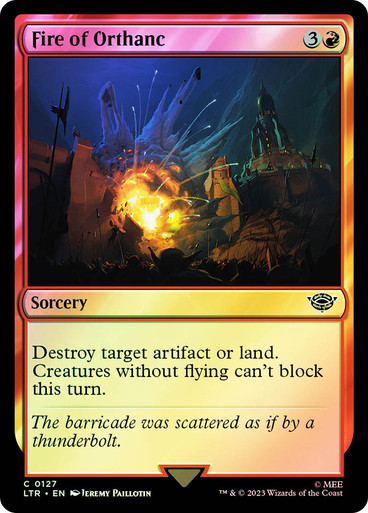 Fire of Orthanc 3
Sorcery
Destroy target artifact or land.
Creatures without flying can't block
this turn.
The barricade was scattered as if by a
thunderbolt.
C 0127
LTR • EN Jeremy Paillotin
© MEE
™ & © 2023 Wizards of the Coast